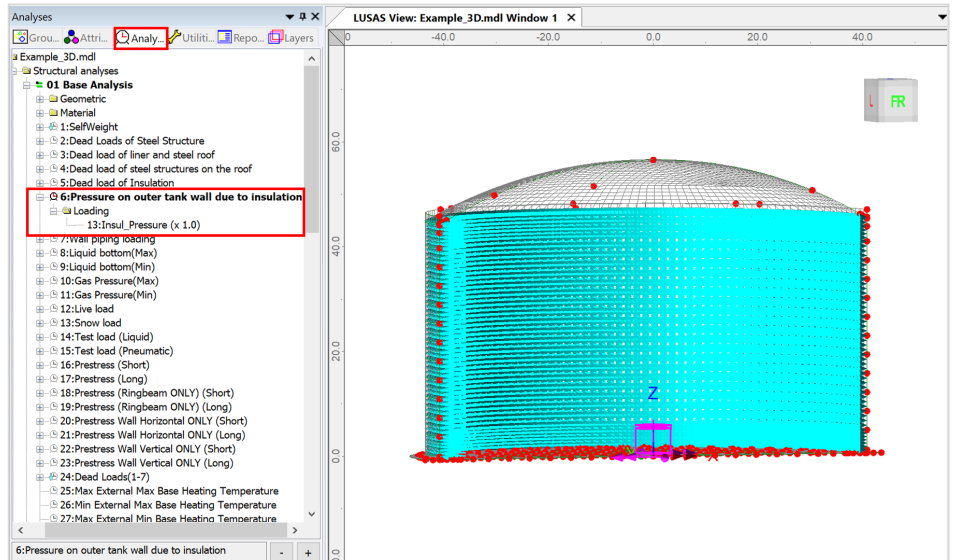 Analyses
Grou... Attri... Analy... Utiliti... Repo... Layers
Example_3D.mdl
Structural analyses
01 Base Analysis
Geometric
Material
1:SelfWeight
2:Dead Loads of Steel Structure
3:Dead load of liner and steel roof
4:Dead load of steel structures on the roof
5:Dead load of Insulation
6:Pressure on outer tank wall due to insulation
Loading
13:Insul_Pressure (x 1.0)
7:Wall piping loading
8:Liquid bottom(Max)
9:Liquid bottom(Min)
10:Gas Pressure(Max)
11:Gas Pressure(Min)
12:Live load
13:Snow load
14:Test load (Liquid)
15:Test load (Pneumatic)
16:Prestress (Short)
17:Prestress (Long)
18:Prestress (Ringbeam ONLY) (Short)
19:Prestress (Ringbeam ONLY) (Long)
20:Prestress Wall Horizontal ONLY (Short)
21:Prestress Wall Horizontal ONLY (Long)
22:Prestress Wall Vertical ONLY (Short)
23:Prestress Wall Vertical ONLY (Long)
24:Dead Loads(1-7)
25:Max External Max Base Heating Temperature
26:Min External Max Base Heating Temperature
27:Max External Min Base Heating Temperature
6:Pressure on outer tank wall due to insulation
- +
LUSAS View: Example_3D.mdl Window 1 X
0 -40.0 -20.0 0.0 20.0 40.0
60.0
40.0
20.0
0.0
L FR
Z
X